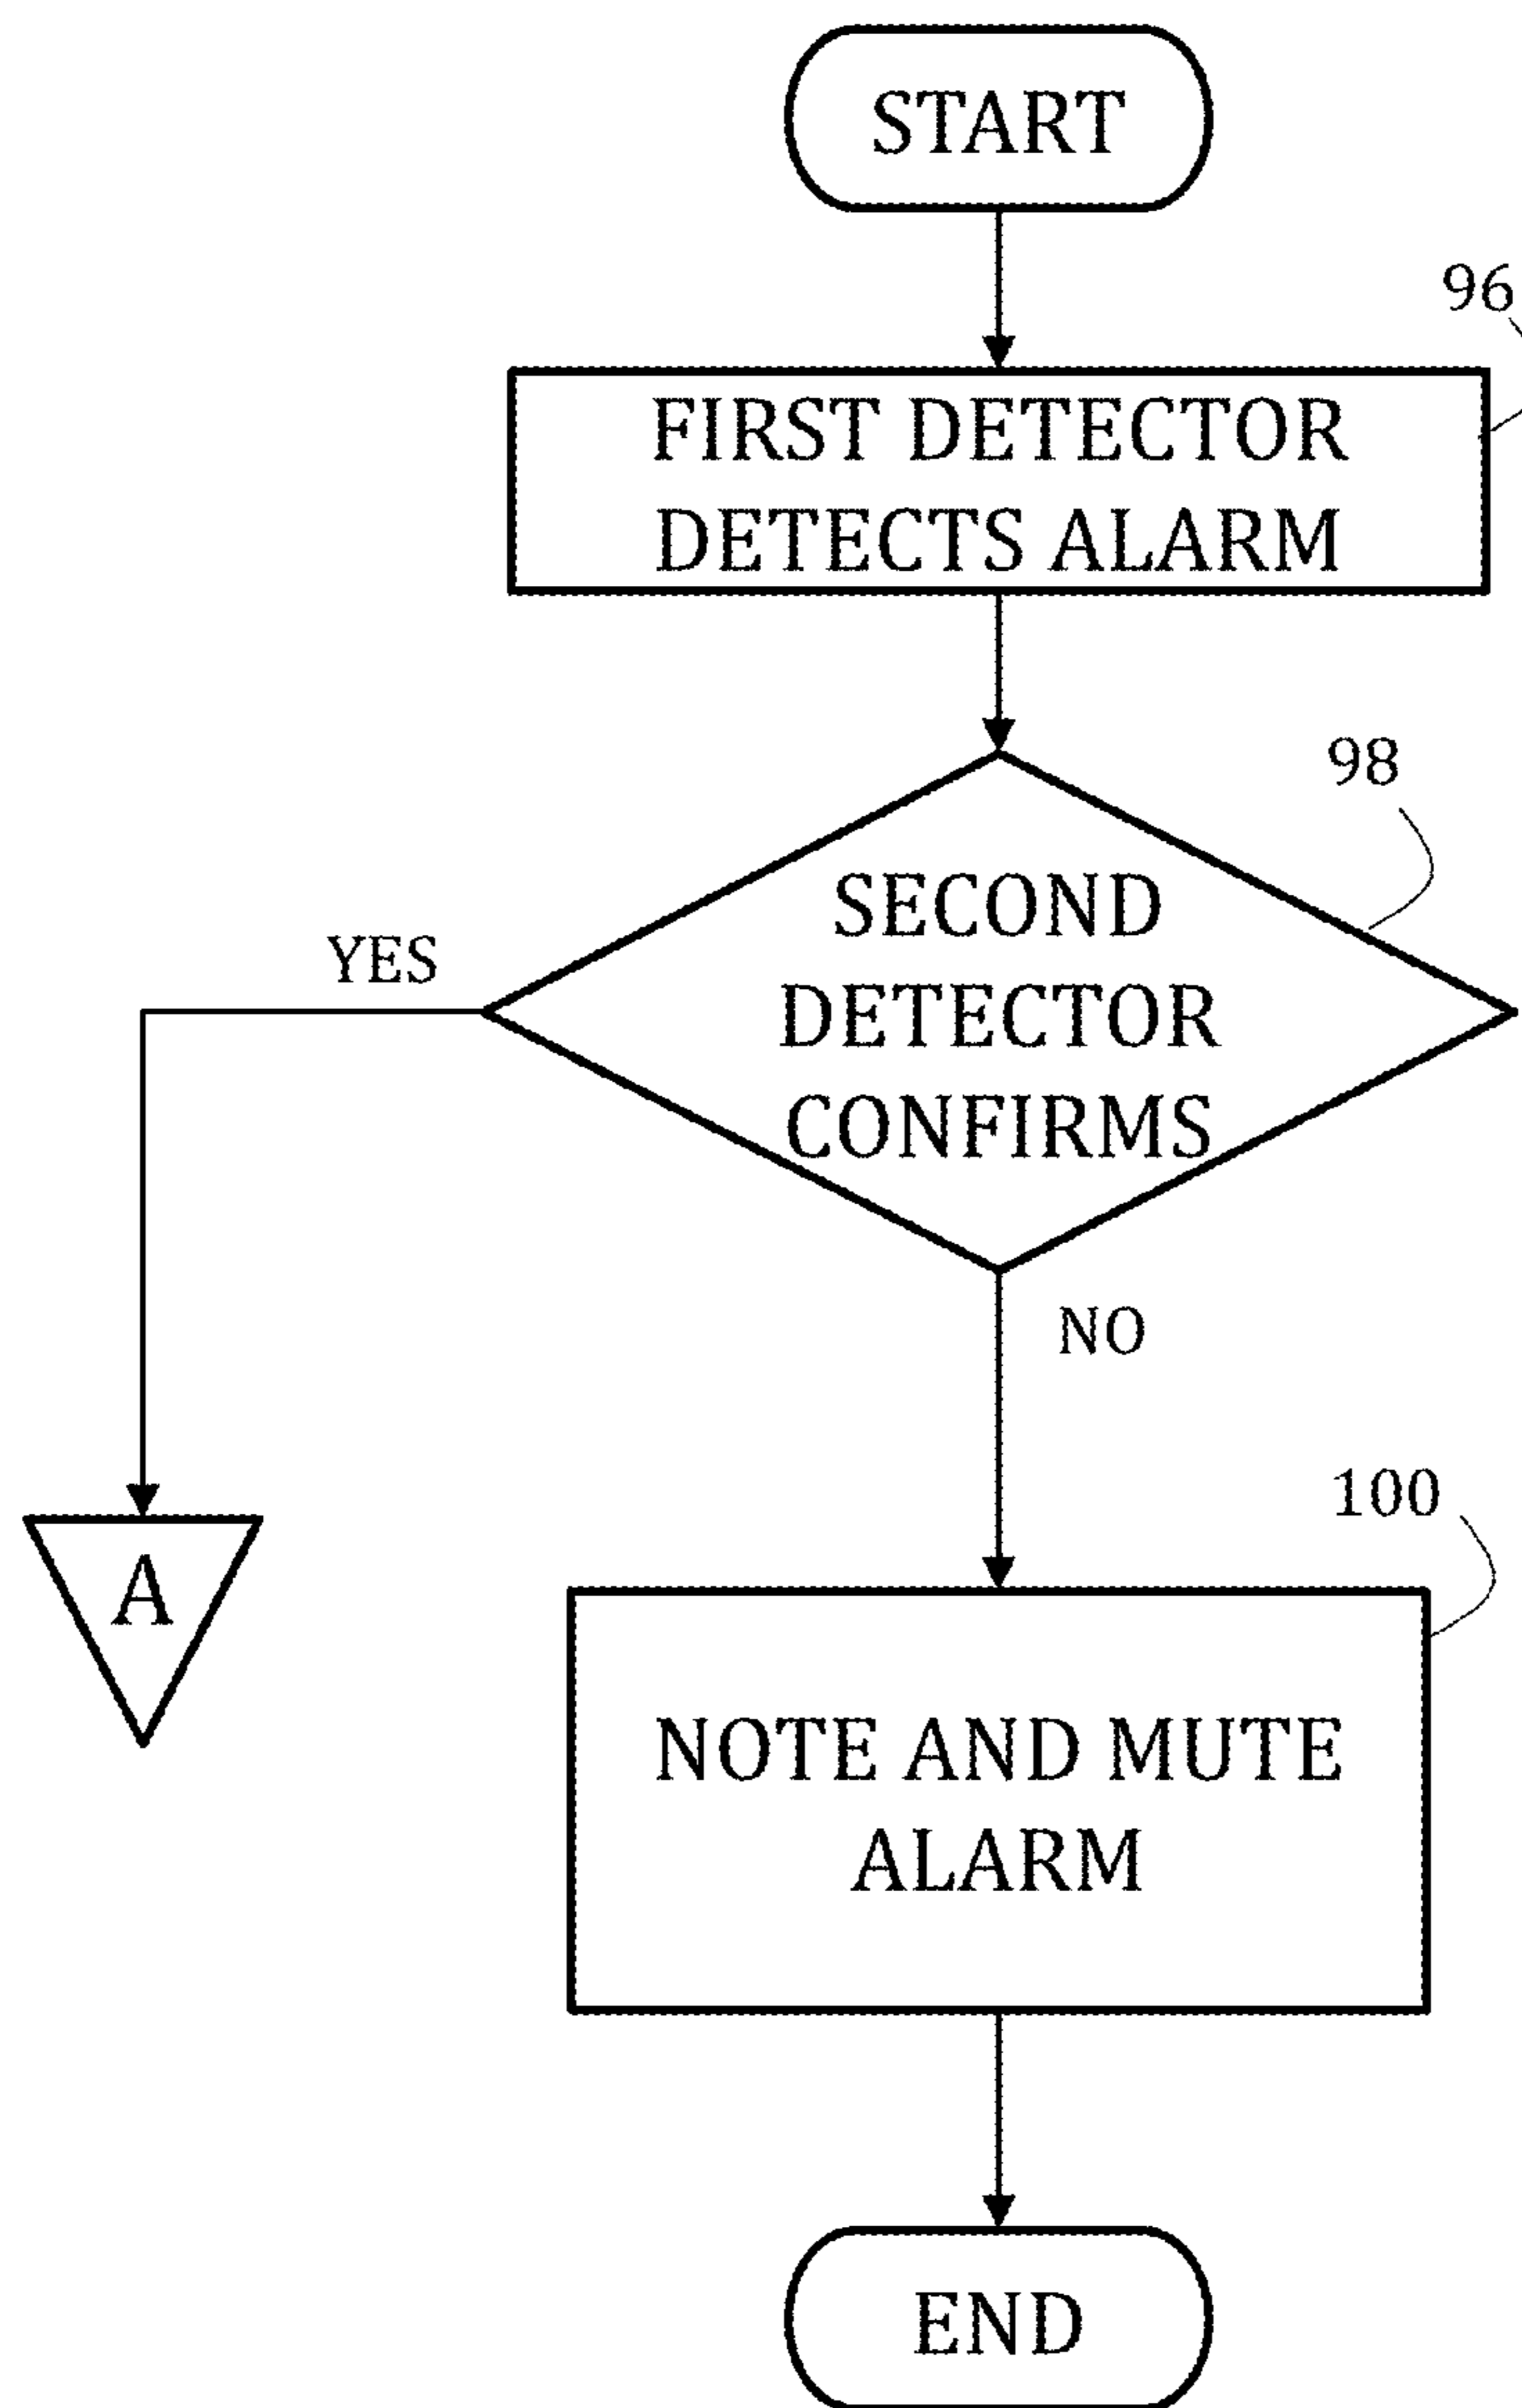 START
96
FIRST DETECTOR
DETECTS ALARM
98
SECOND
DETECTOR
CONFIRMS
YES
NO
100
A
NOTE AND MUTE
ALARM
END